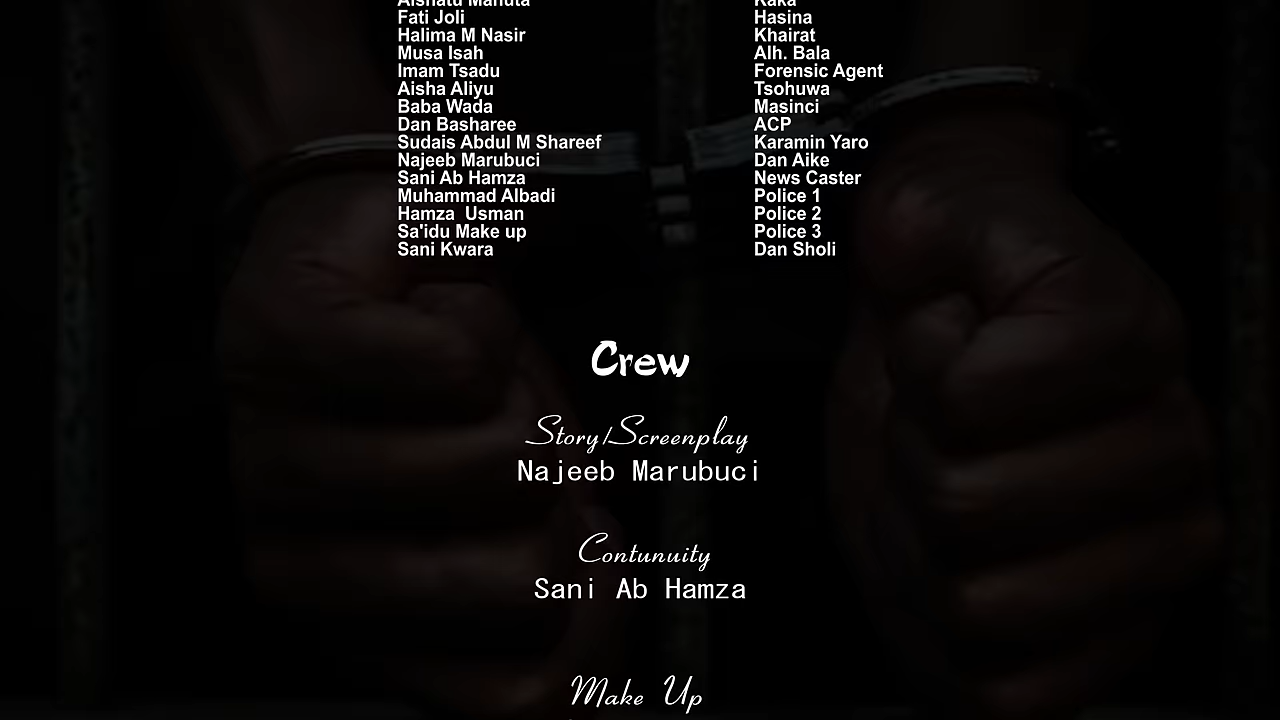 Aishatu Mahuta Kaka
Fati Joli Hasina
Halima M Nasir Khairat
Musa Isah Alh. Bala
Imam Tsadu Forensic Agent
Aisha Aliyu Tsohuwa
Baba Wada Masinci
Dan Basharee ACP
Sudais Abdul M Shareef Karamin Yaro
Najeeb Marubuci Dan Aike
Sani Ab Hamza News Caster
Muhammad Albadi Police 1
Hamza Usman Police 2
Sa'idu Make up Police 3
Sani Kwara Dan Sholi
Crew
Story/Screenplay
Najeeb Marubuci
Contunuity
Sani Ab Hamza
Make Up